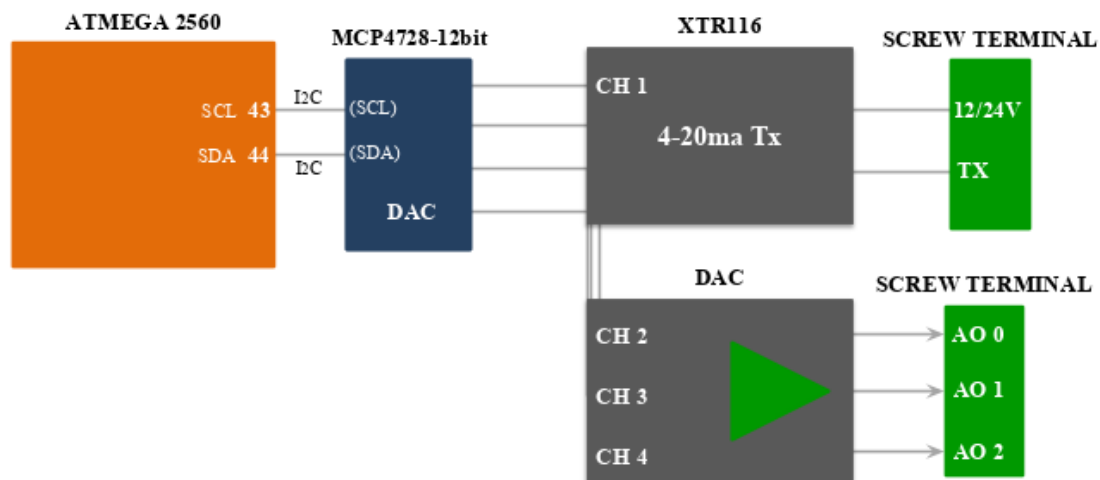 ATMEGA 2560
SCL 43
SDA 44
I2C
I2C
MCP4728-12bit
(SCL)
(SDA)
DAC
XTR116
CH 1
4-20ma Tx
SCREW TERMINAL
12/24V
TX
DAC
CH 2
CH 3
CH 4
SCREW TERMINAL
AO 0
AO 1
AO 2